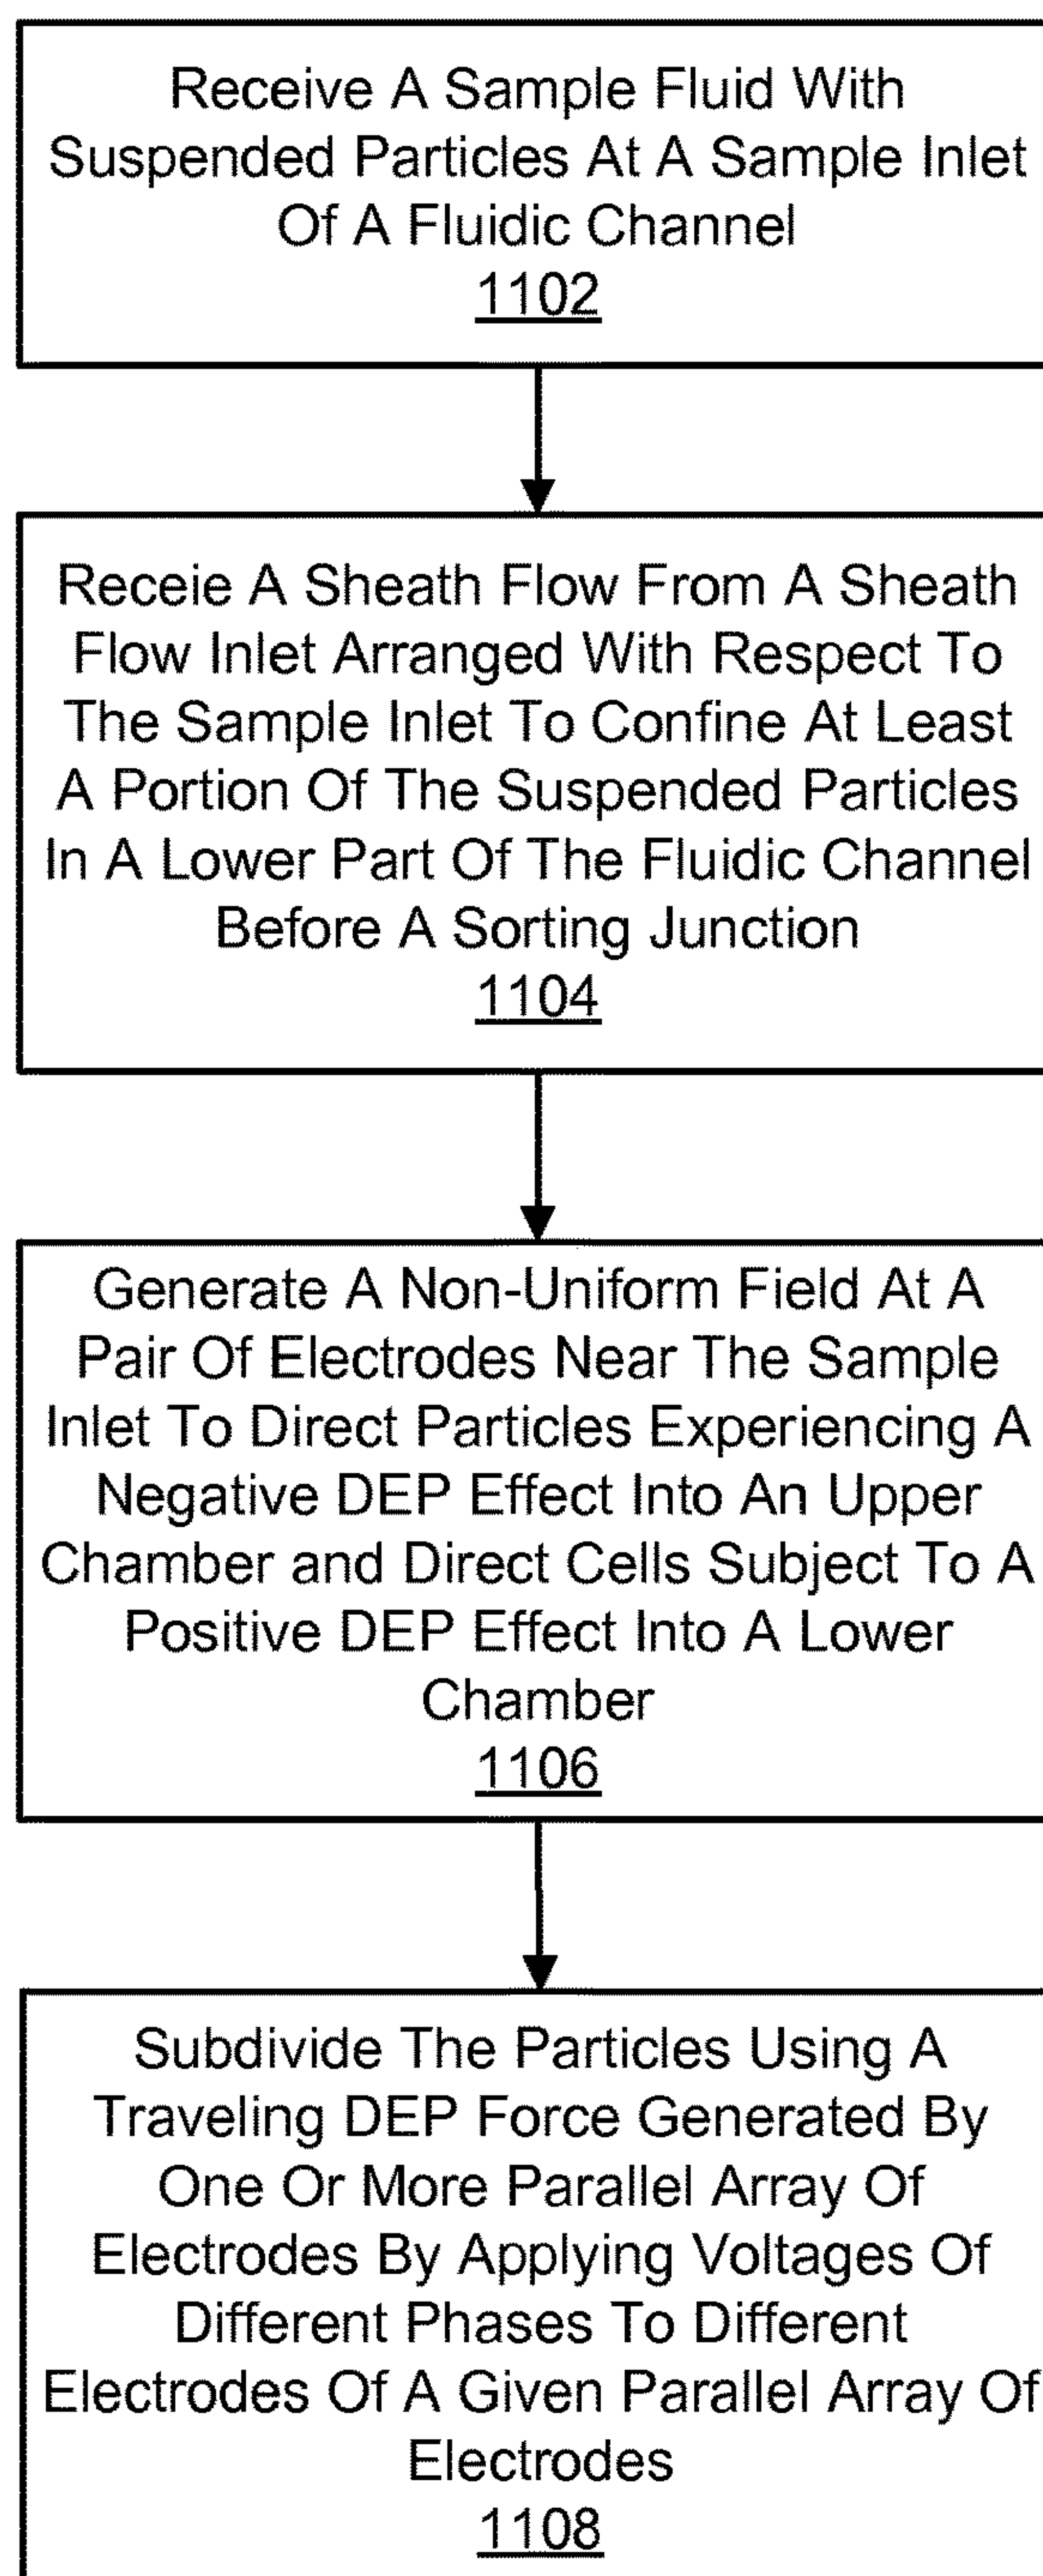 Receive A Sample Fluid With
Suspended Particles At A Sample Inlet
Of A Fluidic Channel
1102
Receie A Sheath Flow From A Sheath
Flow Inlet Arranged With Respect To
The Sample Inlet To Confine At Least
A Portion Of The Suspended Particles
In A Lower Part Of The Fluidic Channel
Before A Sorting Junction
1104
Generate A Non-Uniform Field At A
Pair Of Electrodes Near The Sample
Inlet To Direct Particles Experiencing A
Negative DEP Effect Into An Upper
Chamber and Direct Cells Subject To A
Positive DEP Effect Into A Lower
Chamber
1106
Subdivide The Particles Using A
Traveling DEP Force Generated By
One Or More Parallel Array Of
Electrodes By Applying Voltages Of
Different Phases To Different
Electrodes Of A Given Parallel Array Of
Electrodes
1108